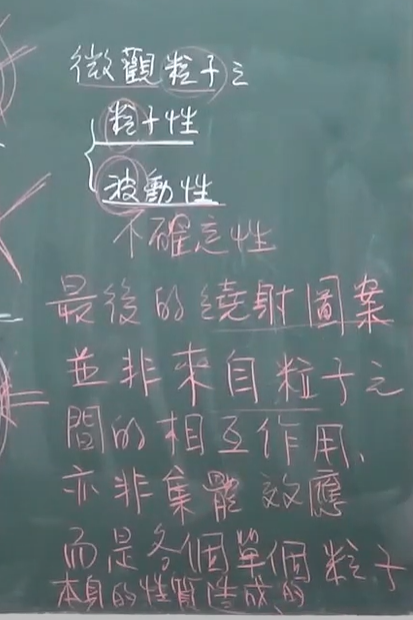 微觀粒子之
粒子性
波動性
不確定性
最後的繞射圖案
並非來自粒子之
間的相互作用、
亦非集體效應
而是各個單個粒子
本身的性質造成的